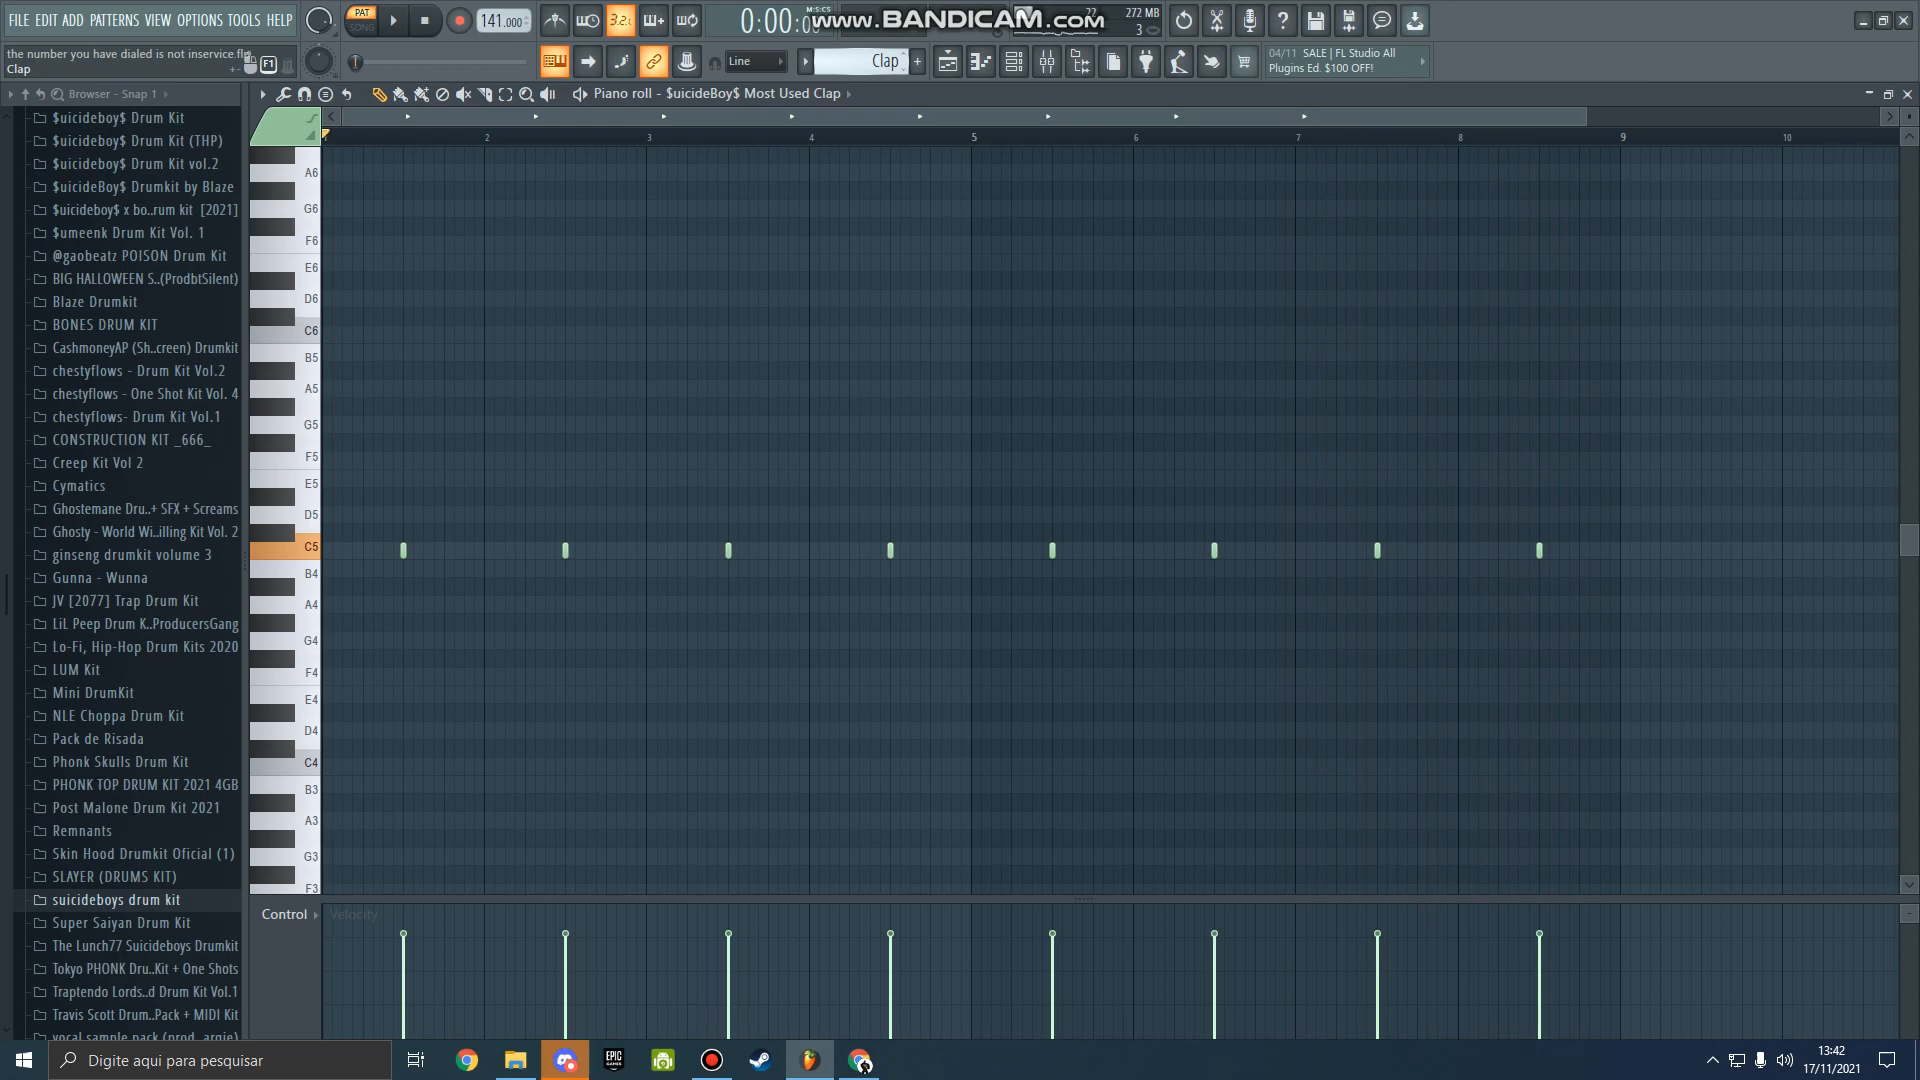 FILE EDIT ADD PATTERNS VIEW OPTIONS TOOLS HELP
PAT
SONG
141.000
3.2.
0:00:0
M:S:CS
www.BANDICAM.com
22
272 MB
3
the number you have dialed is not inservice.flp
Clap
F1
Line
Clap
04/11 SALE | FL Studio All
Plugins Ed. $100 OFF!
Browser - Snap 1
Piano roll - $uicideBoy$ Most Used Clap
$uicideboy$ Drum Kit
$uicideboy$ Drum Kit (THP)
$uicideboy$ Drum Kit vol.2
$uicideBoy$ Drumkit by Blaze
$uicideboy$ x bo..rum kit [2021]
$umeenk Drum Kit Vol. 1
@gaobeatz POISON Drum Kit
BIG HALLOWEEN S..(ProdbtSilent)
Blaze Drumkit
BONES DRUM KIT
CashmoneyAP (Sh..creen) Drumkit
chestyflows - Drum Kit Vol.2
chestyflows - One Shot Kit Vol. 4
chestyflows- Drum Kit Vol.1
CONSTRUCTION KIT _666_
Creep Kit Vol 2
Cymatics
Ghostemane Dru..+ SFX + Screams
Ghosty - World Wi..illing Kit Vol. 2
ginseng drumkit volume 3
Gunna - Wunna
JV [2077] Trap Drum Kit
LiL Peep Drum K..ProducersGang
Lo-Fi, Hip-Hop Drum Kits 2020
LUM Kit
Mini DrumKit
NLE Choppa Drum Kit
Pack de Risada
Phonk Skulls Drum Kit
PHONK TOP DRUM KIT 2021 4GB
Post Malone Drum Kit 2021
Remnants
Skin Hood Drumkit Oficial (1)
SLAYER (DRUMS KIT)
suicideboys drum kit
Super Saiyan Drum Kit
The Lunch77 Suicideboys Drumkit
Tokyo PHONK Dru..Kit + One Shots
Traptendo Lords..d Drum Kit Vol.1
Travis Scott Drum..Pack + MIDI Kit
vocal sample pack (prod. argie)
2
3
4
5
6
7
8
9
10
A6
G6
F6
E6
D6
C6
B5
A5
G5
F5
E5
D5
C5
B4
A4
G4
F4
E4
D4
C4
B3
A3
G3
F3
Control
Velocity
Digite aqui para pesquisar
EPIC
GAMES
13:42
17/11/2021